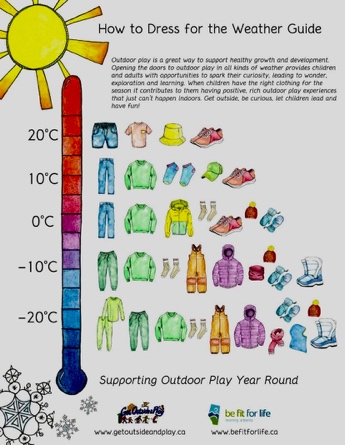 How to Dress for the Weather Guide
Outdoor play is a great way to support healthy growth and development.
Opening the doors to outdoor play in all kinds of weather provides children
and adults with opportunities to spark their curiosity, leading to wonder,
exploration and learning. When children have the right clothing for the
season it contributes to them having positive, rich outdoor play experiences
that just can't happen indoors. Get outside, be curious, let children lead and
have fun!
20°C
10°C
0°C
-10°C
-20°C
Supporting Outdoor Play Year Round
Get Outside & Play
be fit for life
www.getoutsideandplay.ca
www.befitforlife.ca